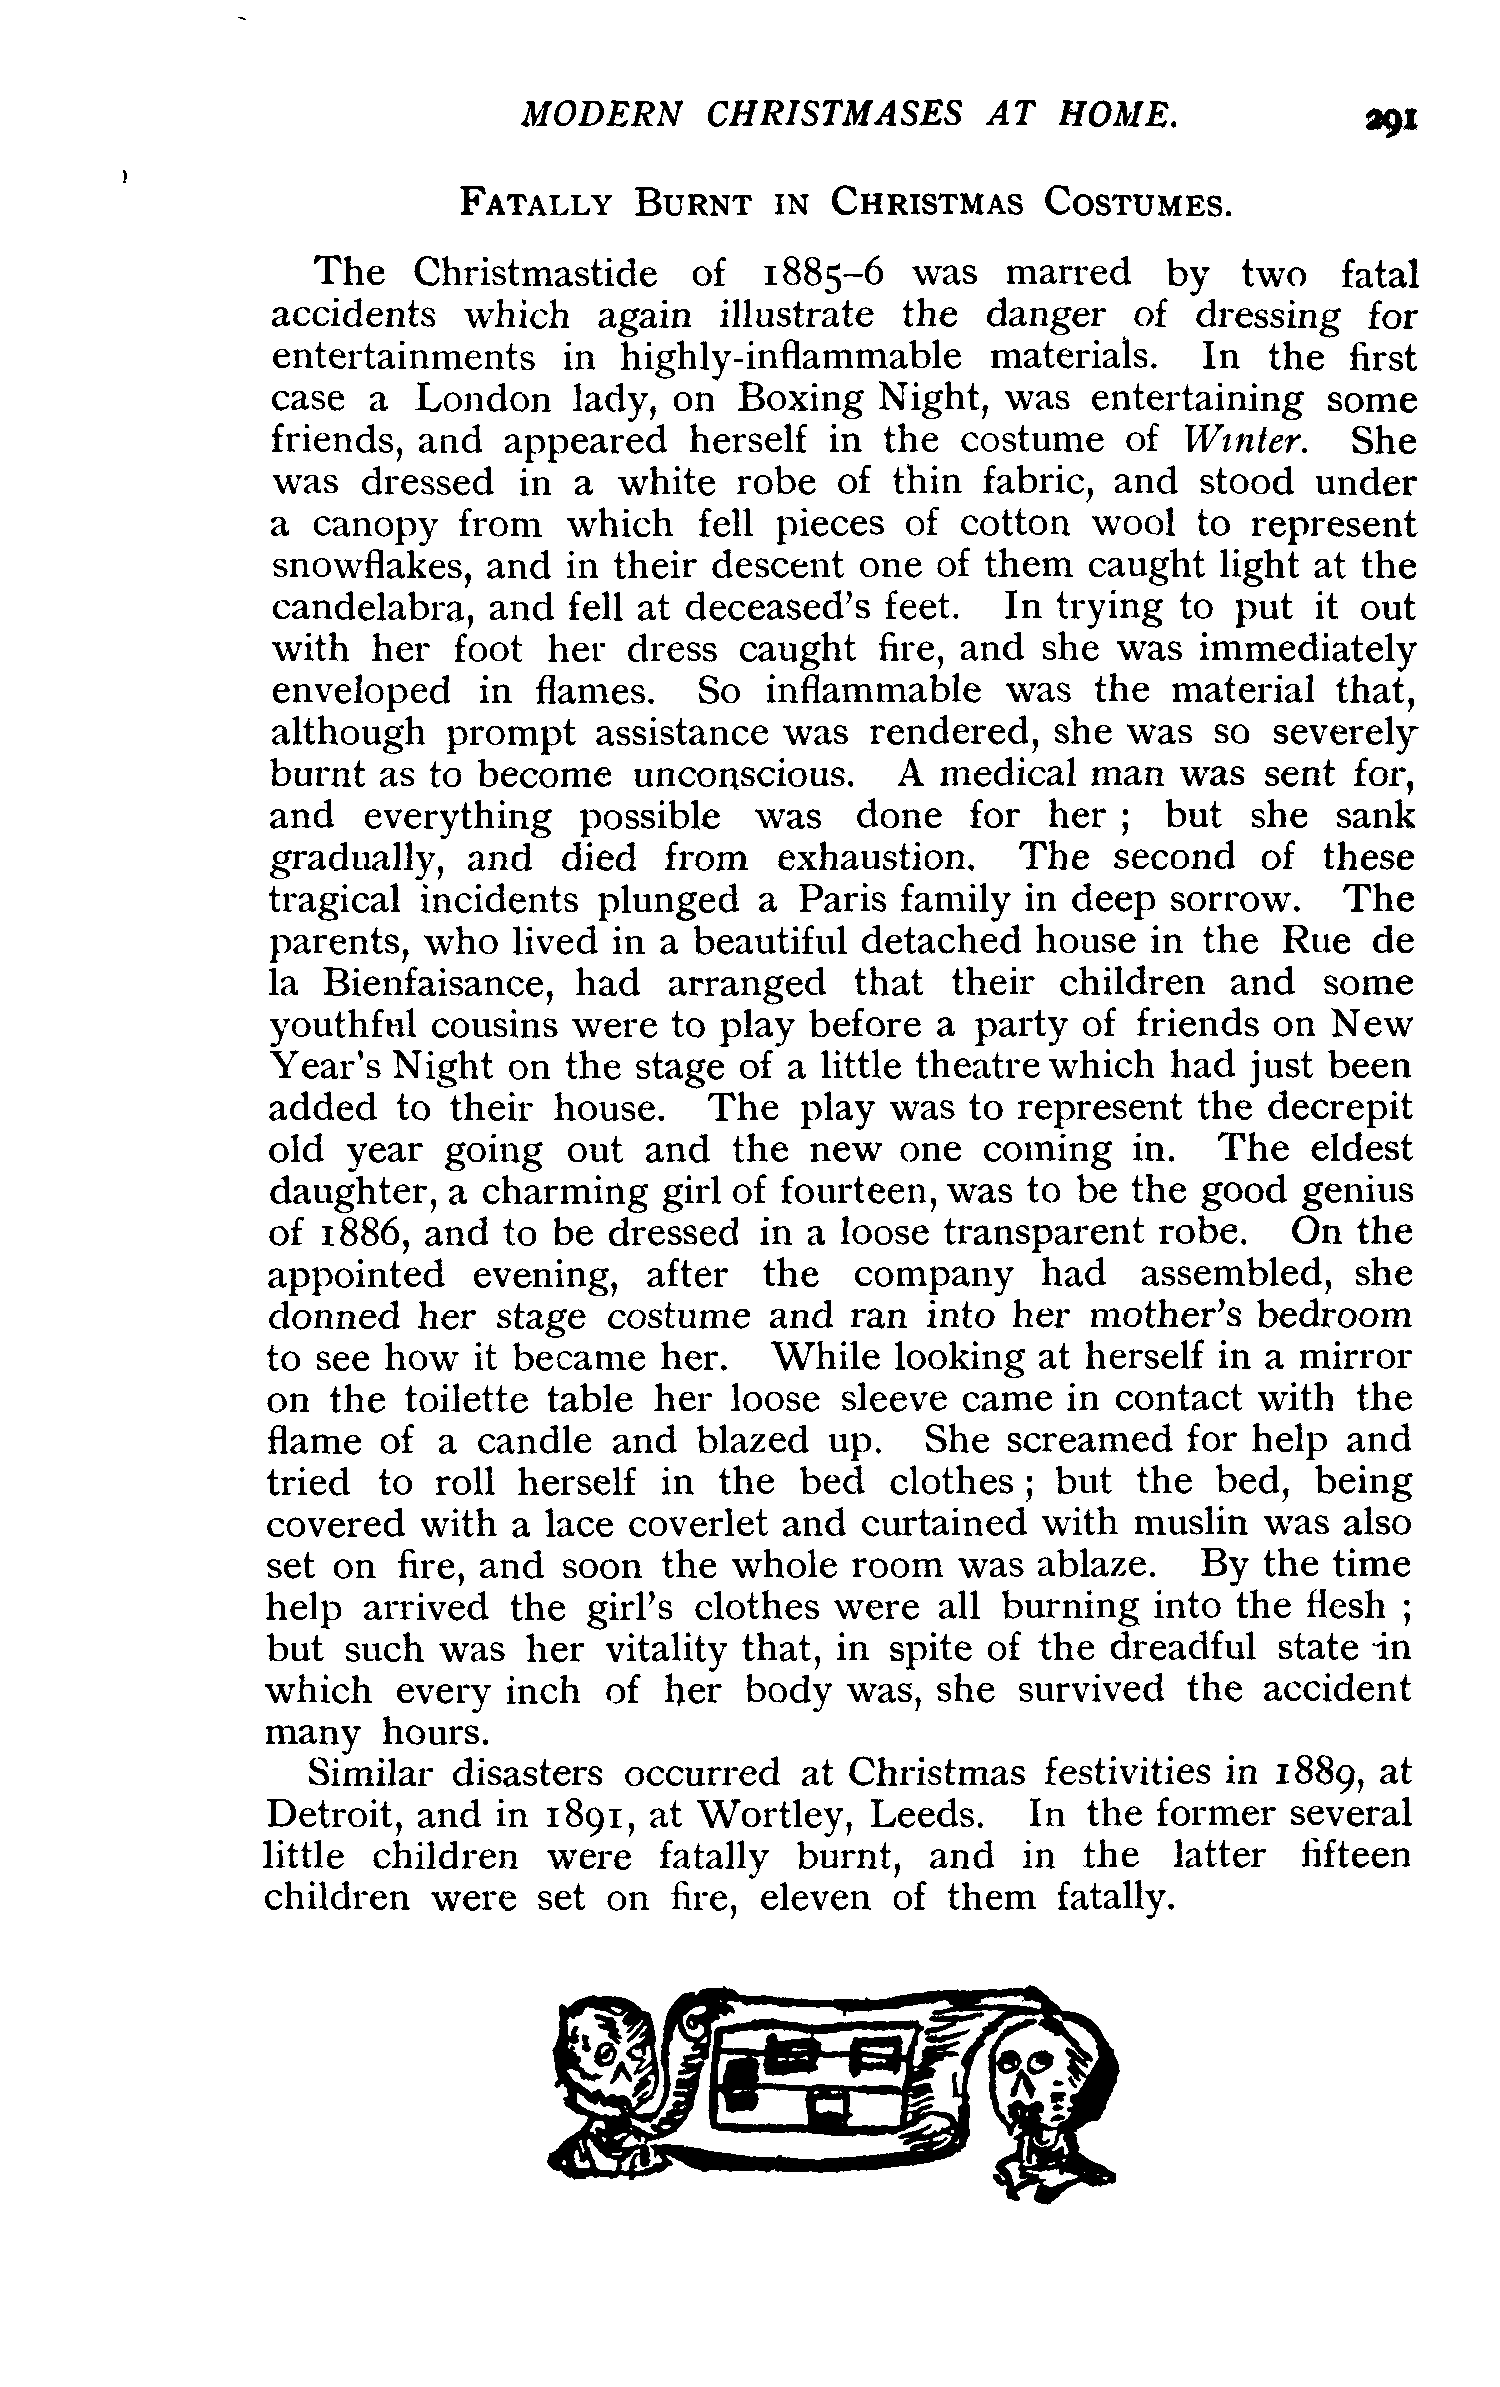 MODERN CHRISTMASES AT HOME. 291
FATALLY BURNT IN CHRISTMAS COSTUMES.
The Christmastide of 1885–6 was marred by two fatal
accidents which again illustrate the danger of dressing for
entertainments in highly-inflammable materials. In the first
case a London lady, on Boxing Night, was entertaining some
friends, and appeared herself in the costume of Winter. She
was dressed in a white robe of thin fabric, and stood under
a canopy from which fell pieces of cotton wool to represent
snowflakes, and in their descent one of them caught light at the
candelabra, and fell at deceased's feet. In trying to put it out
with her foot her dress caught fire, and she was immediately
enveloped in flames. So inflammable was the material that,
although prompt assistance was rendered, she was so severely
burnt as to become unconscious. A medical man was sent for,
and everything possible was done for her ; but she sank
gradually, and died from exhaustion. The second of these
tragical incidents plunged a Paris family in deep sorrow. The
parents, who lived in a beautiful detached house in the Rue de
la Bienfaisance, had arranged that their children and some
youthful cousins were to play before a party of friends on New
Year's Night on the stage of a little theatre which had just been
added to their house. The play was to represent the decrepit
old year going out and the new one coming in. The eldest
daughter, a charming girl of fourteen, was to be the good genius
of 1886, and to be dressed in a loose transparent robe. On the
appointed evening, after the company had assembled, she
donned her stage costume and ran into her mother's bedroom
to see how it became her. While looking at herself in a mirror
on the toilette table her loose sleeve came in contact with the
flame of a candle and blazed up. She screamed for help and
tried to roll herself in the bed clothes ; but the bed, being
covered with a lace coverlet and curtained with muslin was also
set on fire, and soon the whole room was ablaze. By the time
help arrived the girl's clothes were all burning into the flesh ;
but such was her vitality that, in spite of the dreadful state in
which every inch of her body was, she survived the accident
many hours.
Similar disasters occurred at Christmas festivities in 1889, at
Detroit, and in 1891, at Wortley, Leeds. In the former several
little children were fatally burnt, and in the latter fifteen
children were set on fire, eleven of them fatally.